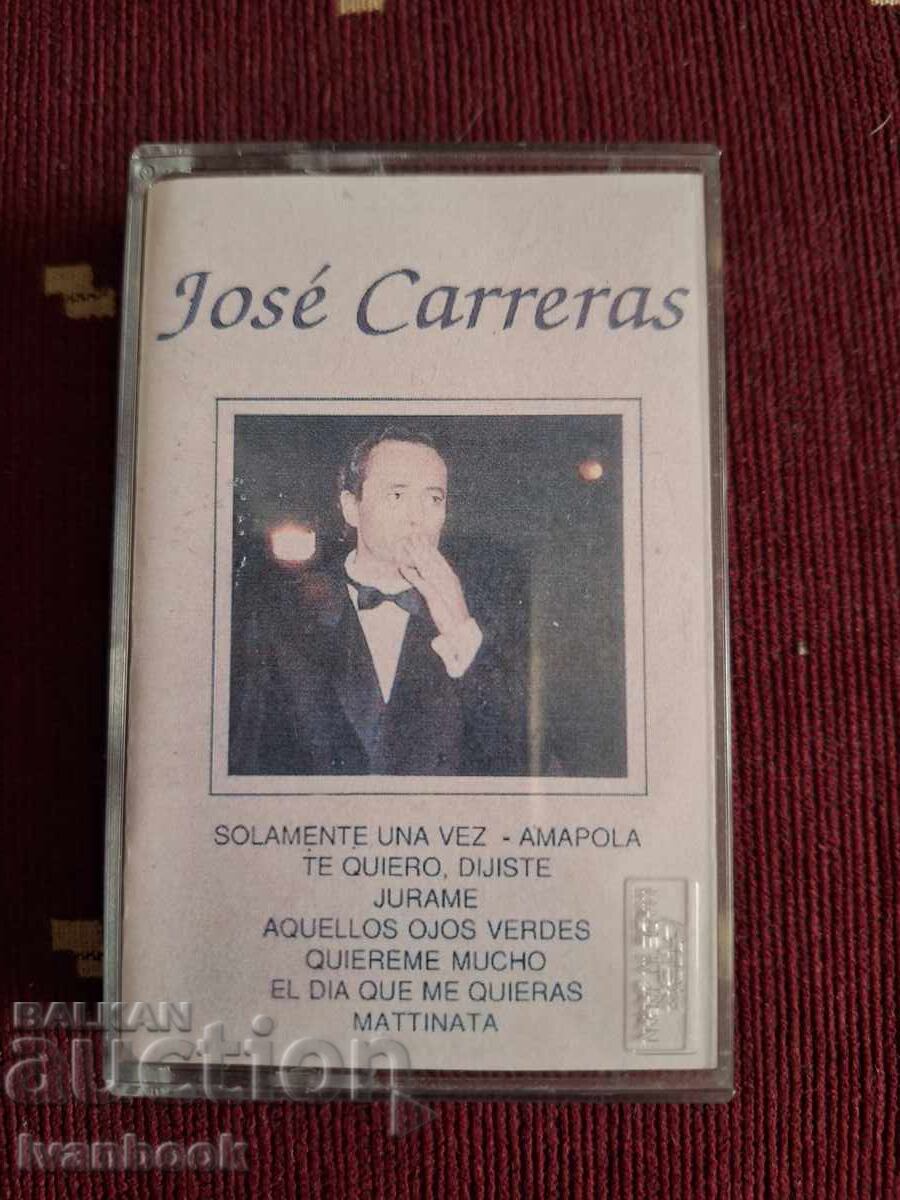 José Carreras
SOLAMENTE UNA VEZ - AMAPOLA
TE QUIERO, DIJISTE
JURAME
AQUELLOS OJOS VERDES
QUIEREME MUCHO
EL DIA QUE ME QUIERAS
MATTINATA
BALKAN
auction
Ivanbook